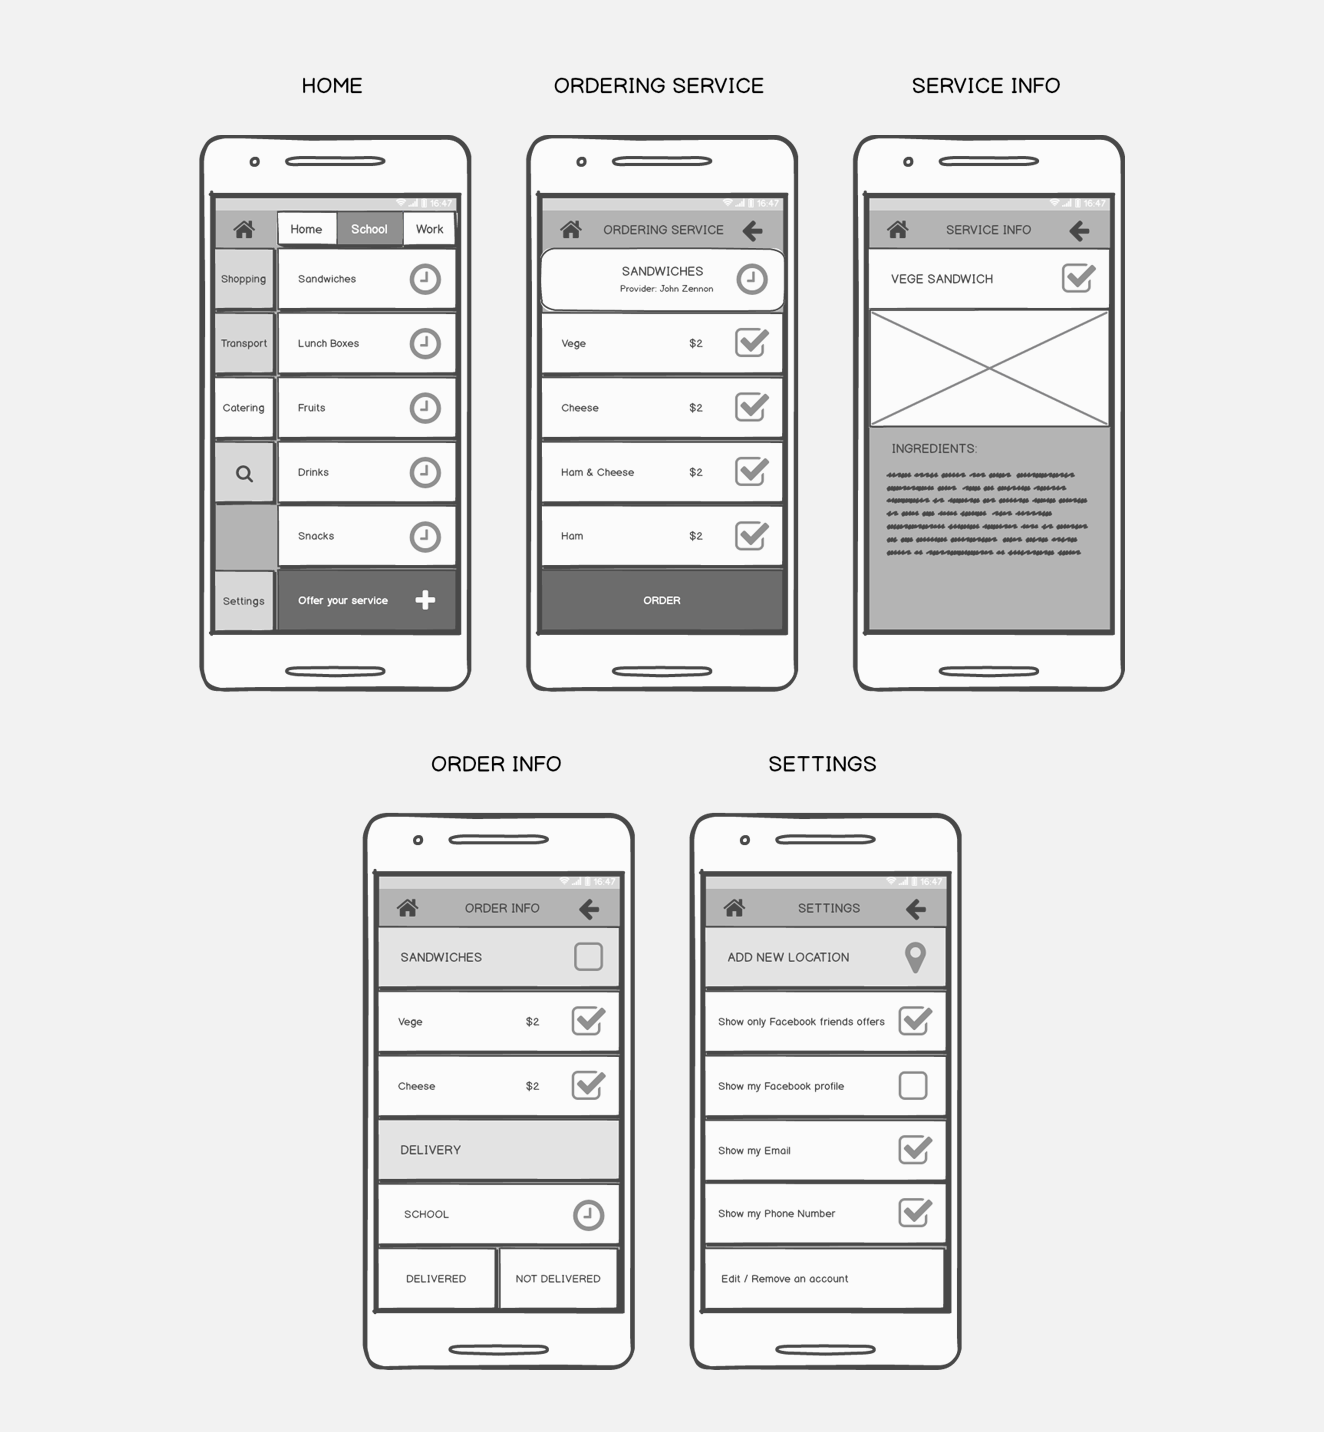 HOME
ORDERING SERVICE
SERVICE INFO
16:47
Home
School
Work
Shopping
Sandwiches
Transport
Lunch Boxes
Catering
Fruits
Drinks
Snacks
Settings
Offer your service
16:47
ORDERING SERVICE
SANDWICHES
Provider: John Zennon
Vege $2
Cheese $2
Ham & Cheese $2
Ham $2
ORDER
16:47
SERVICE INFO
VEGE SANDWICH
INGREDIENTS:
ORDER INFO
SETTINGS
16:47
ORDER INFO
SANDWICHES
Vege $2
Cheese $2
DELIVERY
SCHOOL
DELIVERED
NOT DELIVERED
16:47
SETTINGS
ADD NEW LOCATION
Show only Facebook friends offers
Show my Facebook profile
Show my Email
Show my Phone Number
Edit / Remove an account